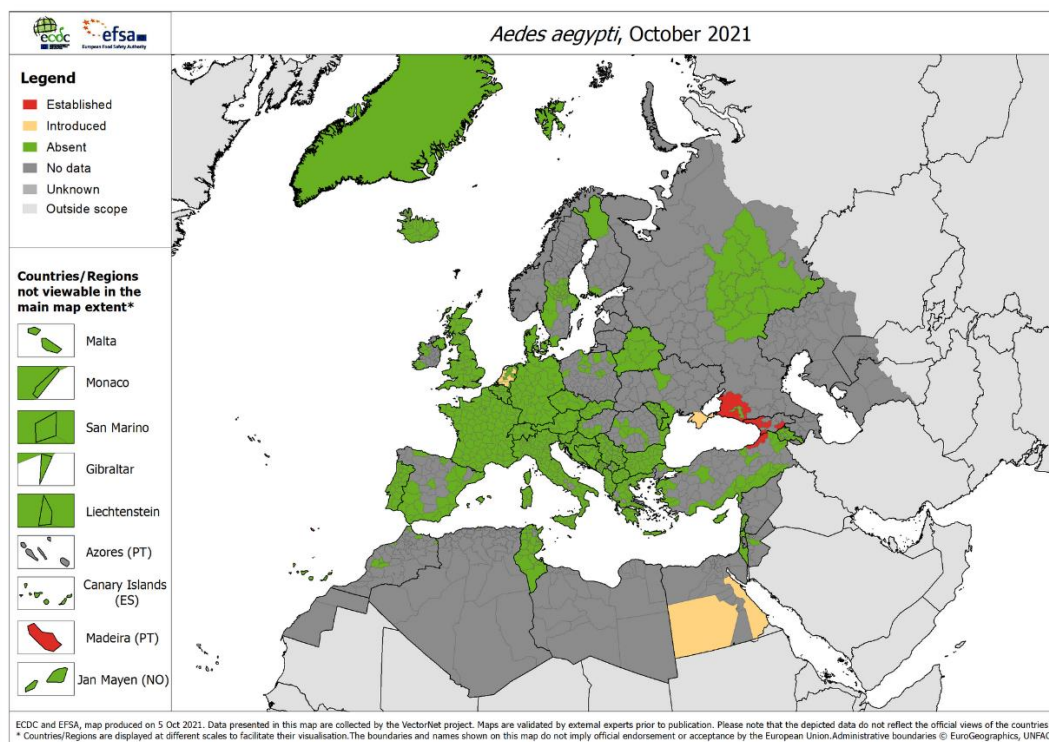 ecdc
efsa
European Food Safety Authority
Aedes aegypti, October 2021
Legend
Established
Introduced
Absent
No data
Unknown
Outside scope
Countries/Regions
not viewable in the
main map extent*
Malta
Monaco
San Marino
Gibraltar
Liechtenstein
Azores (PT)
Canary Islands
(ES)
Madeira (PT)
Jan Mayen (NO)
ECDC and EFSA, map produced on 5 Oct 2021. Data presented in this map are collected by the VectorNet project. Maps are validated by external experts prior to publication. Please note that the depicted data do not reflect the official views of the countries
* Countries/Regions are displayed at different scales to facilitate their visualisation.The boundaries and names shown on this map do not imply official endorsement or acceptance by the European Union.Administrative boundaries © EuroGeographics, UNFAO